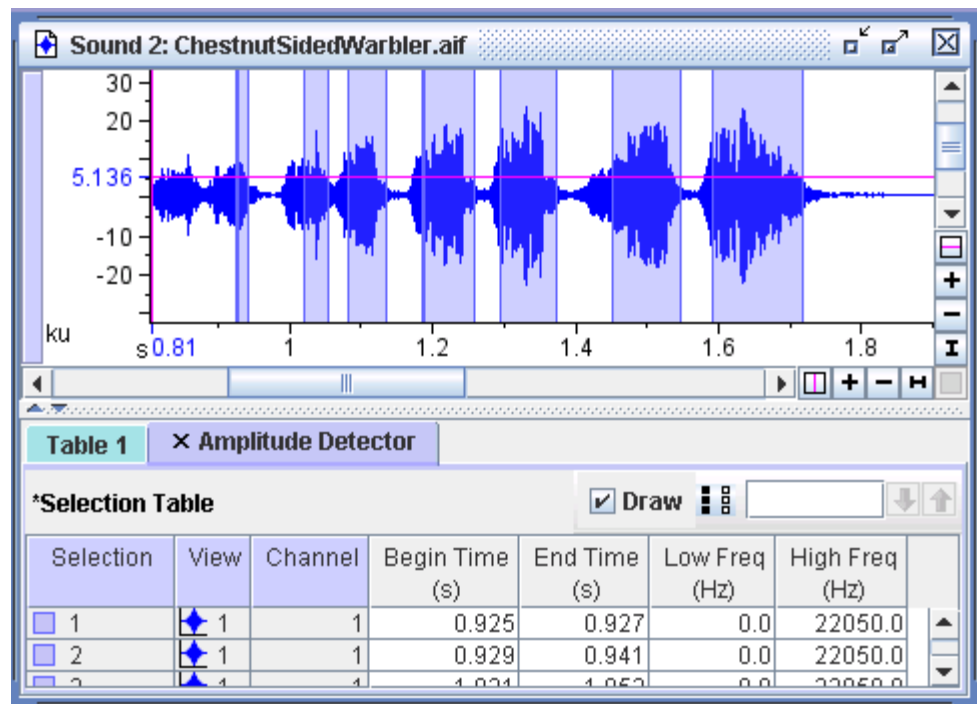 Sound 2: ChestnutSidedWarbler.aif
30
20
5.136
-10
-20
ku
s 0.81 1 1.2 1.4 1.6 1.8
Table 1 × Amplitude Detector
*Selection Table Draw
Selection View Channel Begin Time (s) End Time (s) Low Freq (Hz) High Freq (Hz)
1 1 1 0.925 0.927 0.0 22050.0
2 1 1 0.929 0.941 0.0 22050.0